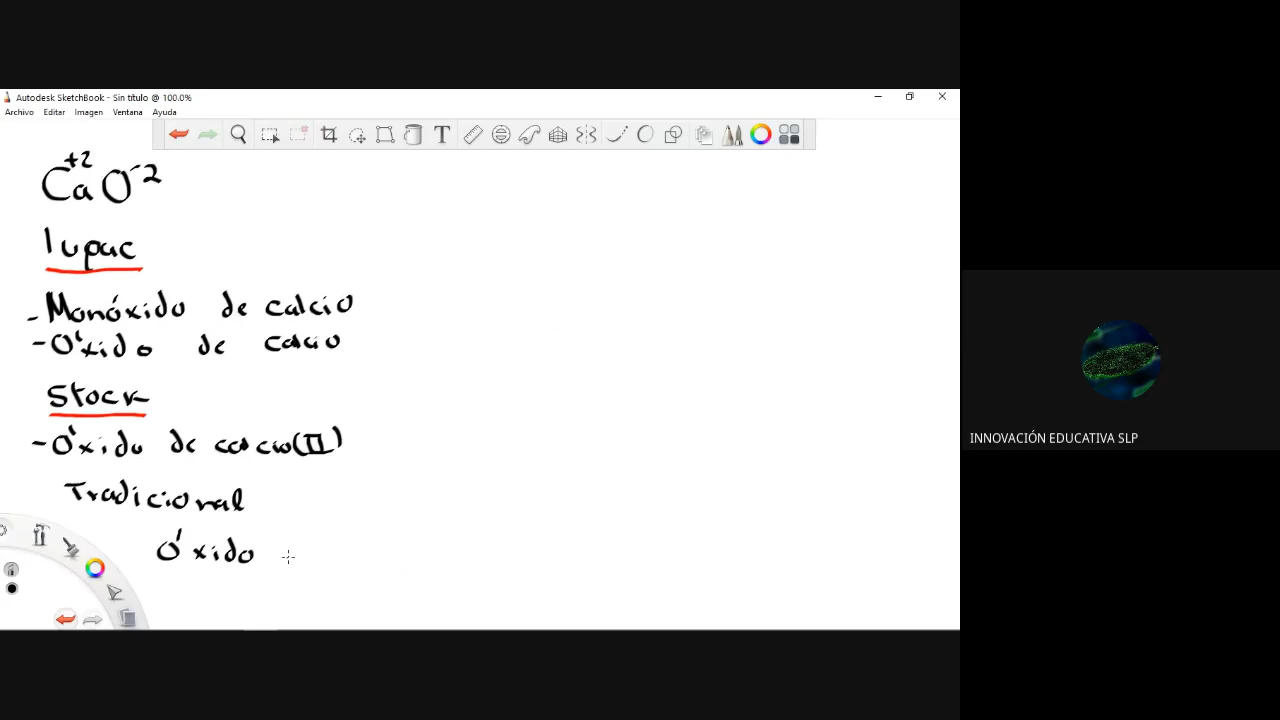 Autodesk SketchBook - Sin título @ 100.0%
Archivo Editar Imagen Ventana Ayuda
Ca+2 O-2
Iupac
- Monóxido de calcio
- Óxido de calcio
Stock
- Óxido de calcio(II)
Tradicional
Óxido
INNOVACIÓN EDUCATIVA SLP